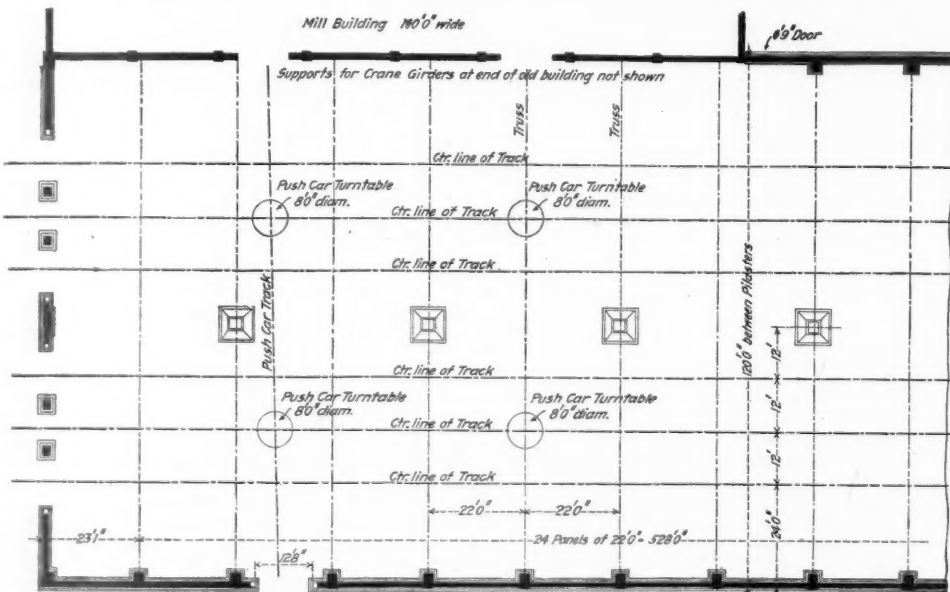 Mill Building 180'0" wide
6'9" Door
Supports for Crane Girders at end of old building not shown
Truss
Truss
Ctr. line of Track
Push Car Turntable
8'0" diam.
Push Car Turntable
8'0" diam.
Ctr. line of Track
Ctr. line of Track
Push Car Track
120'0" between Pilasters
12'
Ctr. line of Track
Push Car Turntable
8'0" diam.
Push Car Turntable
8'0" diam.
12'
Ctr. line of Track
12'
Ctr. line of Track
22'0"
22'0"
24'0"
23'1"
24 Panels of 22'0" = 528'0"
12'8"